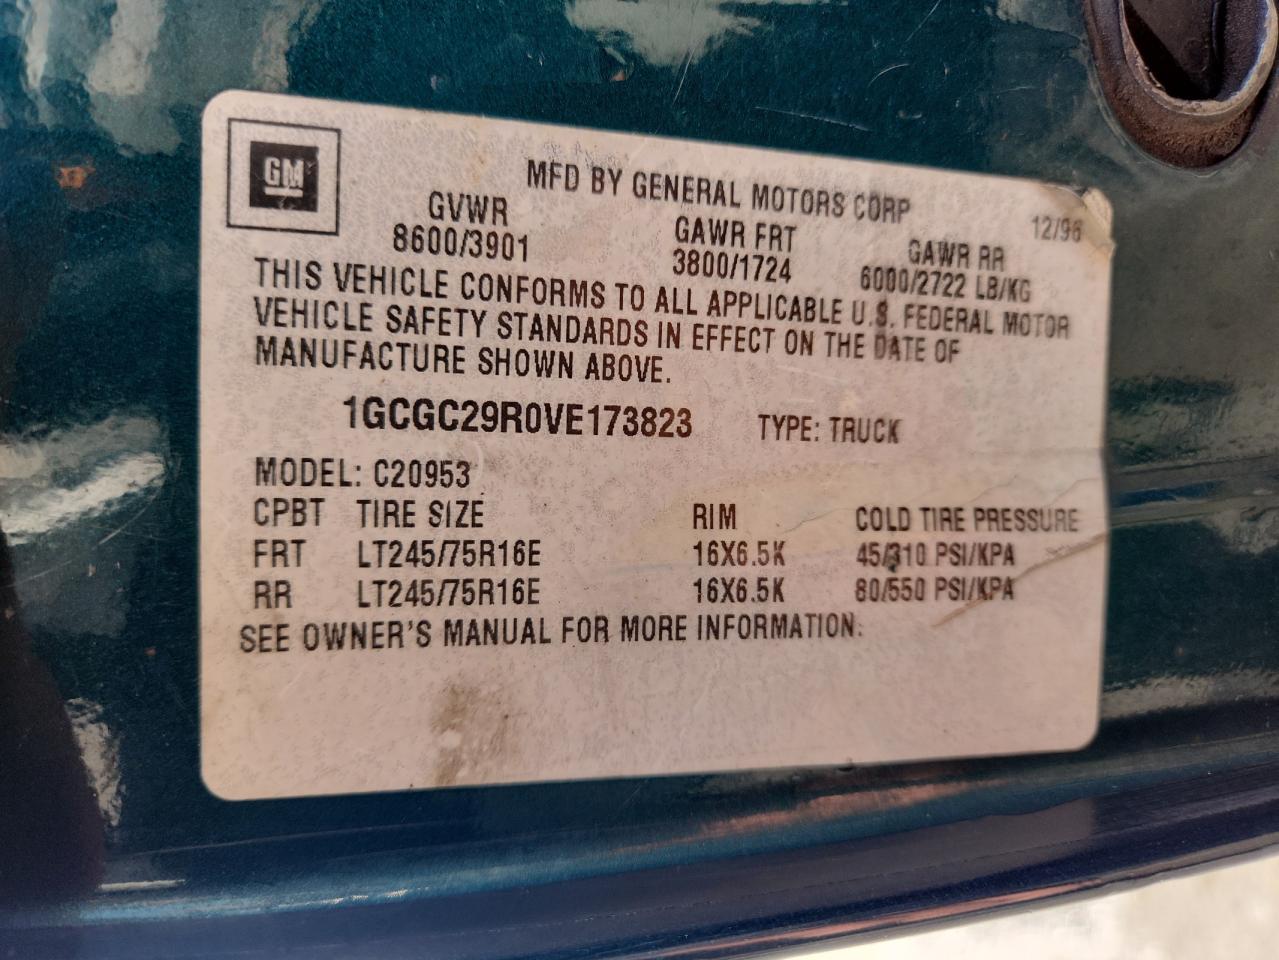 GM
MFD BY GENERAL MOTORS CORP
12/96
GVWR GAWR FRT GAWR RR
8600/3901 3800/1724 6000/2722 LB/KG
THIS VEHICLE CONFORMS TO ALL APPLICABLE U.S. FEDERAL MOTOR
VEHICLE SAFETY STANDARDS IN EFFECT ON THE DATE OF
MANUFACTURE SHOWN ABOVE.
1GCGC29R0VE173823 TYPE: TRUCK
MODEL: C20953
CPBT TIRE SIZE RIM COLD TIRE PRESSURE
FRT LT245/75R16E 16X6.5K 45/310 PSI/KPA
RR LT245/75R16E 16X6.5K 80/550 PSI/KPA
SEE OWNER'S MANUAL FOR MORE INFORMATION.